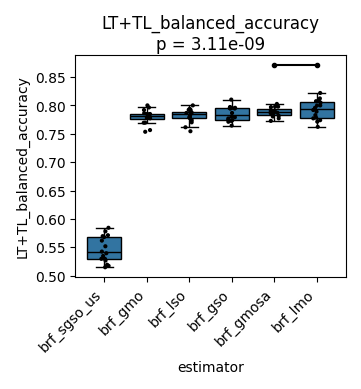 LT+TL_balanced_accuracy
p = 3.11e-09
LT+TL_balanced_accuracy
0.85
0.80
0.75
0.70
0.65
0.60
0.55
0.50
brf_sgso_us
brf_gmo
brf_lso
brf_gso
brf_gmosa
brf_lmo
estimator